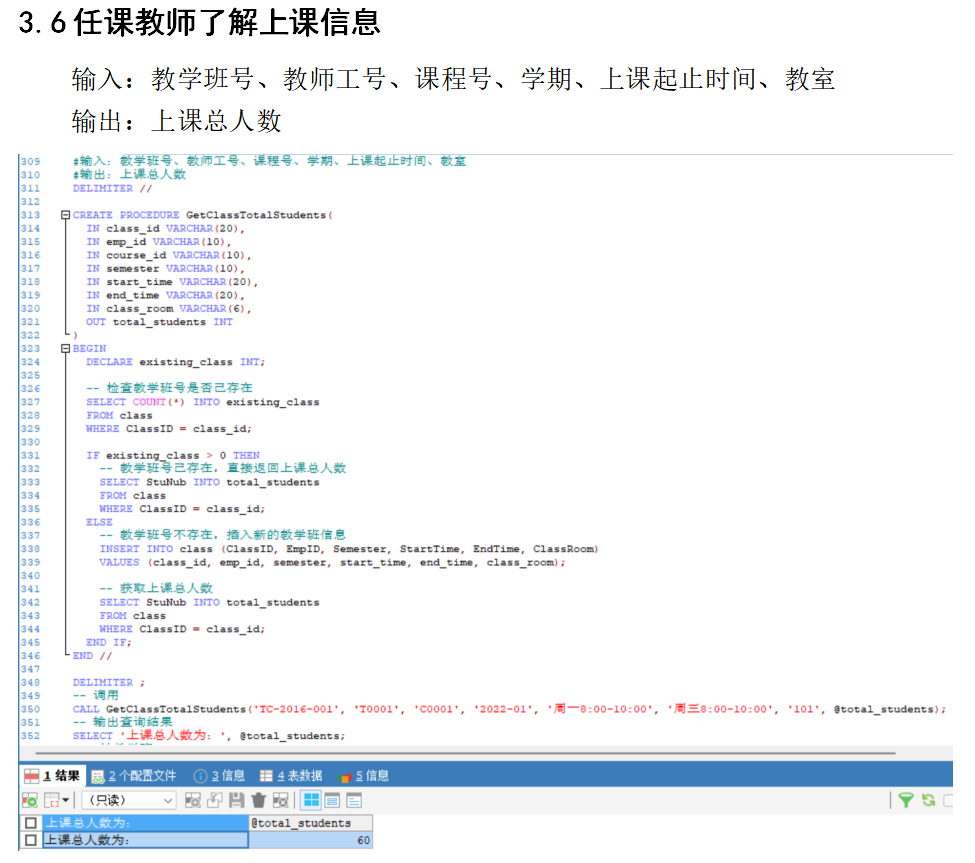 3.6任课教师了解上课信息
输入：教学班号、教师工号、课程号、学期、上课起止时间、教室
输出：上课总人数
309 #输入：教学班号、教师工号、课程号、学期、上课起止时间、教室
310 #输出：上课总人数
311 DELIMITER //
312
313 CREATE PROCEDURE GetClassTotalStudents(
314 IN class_id VARCHAR(20),
315 IN emp_id VARCHAR(10),
316 IN course_id VARCHAR(10),
317 IN semester VARCHAR(10),
318 IN start_time VARCHAR(20),
319 IN end_time VARCHAR(20),
320 IN class_room VARCHAR(6),
321 OUT total_students INT
322 )
323 BEGIN
324 DECLARE existing_class INT;
325
326 -- 检查教学班号是否已存在
327 SELECT COUNT(*) INTO existing_class
328 FROM class
329 WHERE ClassID = class_id;
330
331 IF existing_class > 0 THEN
332 -- 教学班号已存在，直接返回上课总人数
333 SELECT StuNub INTO total_students
334 FROM class
335 WHERE ClassID = class_id;
336 ELSE
337 -- 教学班号不存在，插入新的教学班信息
338 INSERT INTO class (ClassID, EmpID, Semester, StartTime, EndTime, ClassRoom)
339 VALUES (class_id, emp_id, semester, start_time, end_time, class_room);
340
341 -- 获取上课总人数
342 SELECT StuNub INTO total_students
343 FROM class
344 WHERE ClassID = class_id;
345 END IF;
346 END //
347
348 DELIMITER ;
349 -- 调用
350 CALL GetClassTotalStudents('TC-2016-001', 'T0001', 'C0001', '2022-01', '周一8:00-10:00', '周三8:00-10:00', '101', @total_students);
351 -- 输出查询结果
352 SELECT '上课总人数为：', @total_students;
1 结果 2 个配置文件 3 信息 4 表数据 5 信息
（只读）
上课总人数为： @total_students
上课总人数为： 60